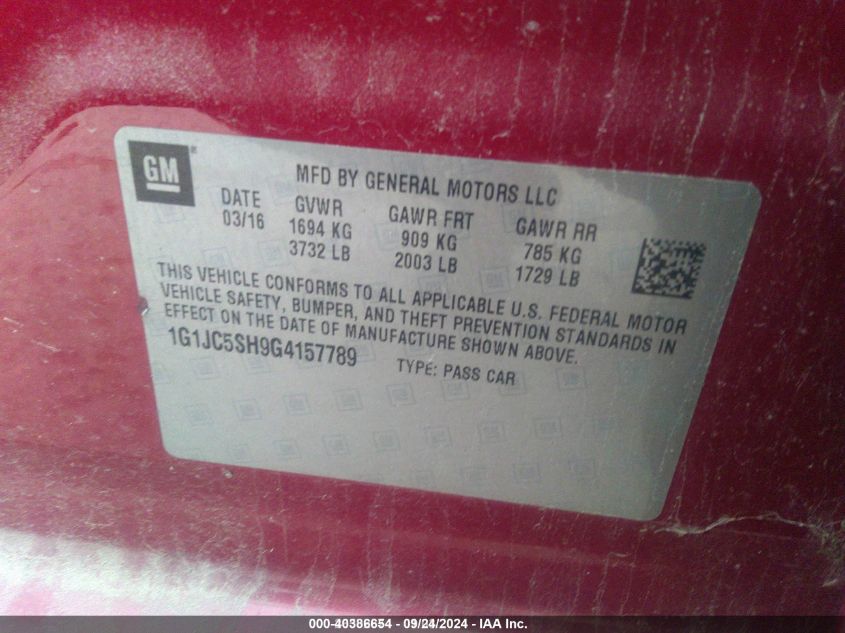 GM
MFD BY GENERAL MOTORS LLC
DATE GVWR GAWR FRT GAWR RR
03/16 1694 KG 909 KG 785 KG
3732 LB 2003 LB 1729 LB
THIS VEHICLE CONFORMS TO ALL APPLICABLE U.S. FEDERAL MOTOR
VEHICLE SAFETY, BUMPER, AND THEFT PREVENTION STANDARDS IN
EFFECT ON THE DATE OF MANUFACTURE SHOWN ABOVE.
1G1JC5SH9G4157789 TYPE: PASS CAR
000-40386654 - 09/24/2024 - IAA Inc.